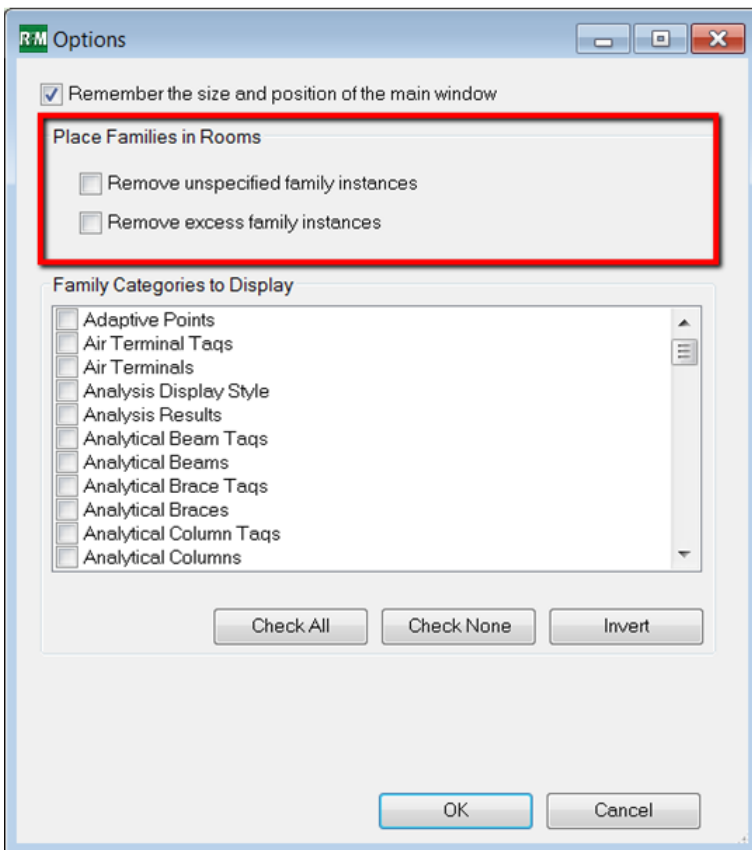 R·M Options
Remember the size and position of the main window
Place Families in Rooms
Remove unspecified family instances
Remove excess family instances
Family Categories to Display
Adaptive Points
Air Terminal Tags
Air Terminals
Analysis Display Style
Analysis Results
Analytical Beam Tags
Analytical Beams
Analytical Brace Tags
Analytical Braces
Analytical Column Tags
Analytical Columns
Check All Check None Invert
OK Cancel